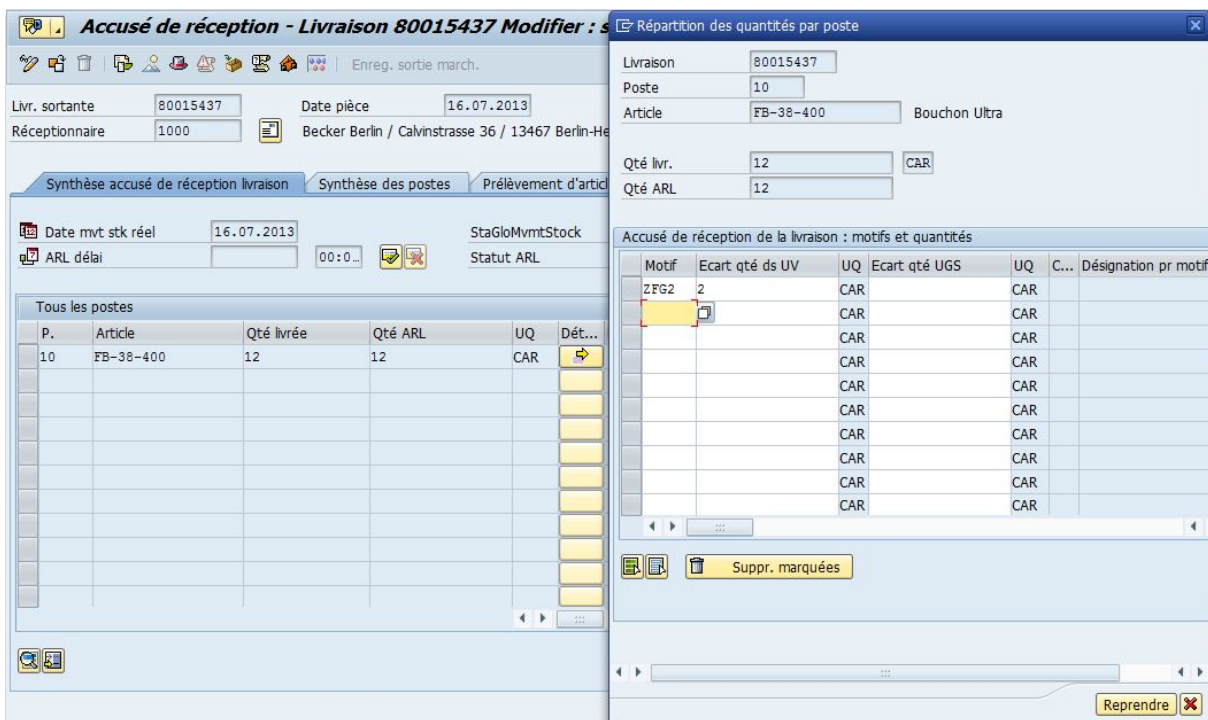 Accusé de réception - Livraison 80015437 Modifier : s
Enreg. sortie march.
Livr. sortante 80015437 Date pièce 16.07.2013
Réceptionnaire 1000 Becker Berlin / Calvinstrasse 36 / 13467 Berlin-He
Synthèse accusé de réception livraison Synthèse des postes Prélèvement d'articl
Date mvt stk réel 16.07.2013 StaGloMvmtStock
ARL délai 00:0... Statut ARL
Tous les postes
P. Article Qté livrée Qté ARL UQ Dét...
10 FB-38-400 12 12 CAR
Répartition des quantités par poste
Livraison 80015437
Poste 10
Article FB-38-400 Bouchon Ultra
Qté livr. 12 CAR
Qté ARL 12
Accusé de réception de la livraison : motifs et quantités
Motif Ecart qté ds UV UQ Ecart qté UGS UQ C... Désignation pr motif
ZFG2 2 CAR CAR
CAR CAR
CAR CAR
CAR CAR
CAR CAR
CAR CAR
CAR CAR
CAR CAR
CAR CAR
CAR CAR
Suppr. marquées
Reprendre